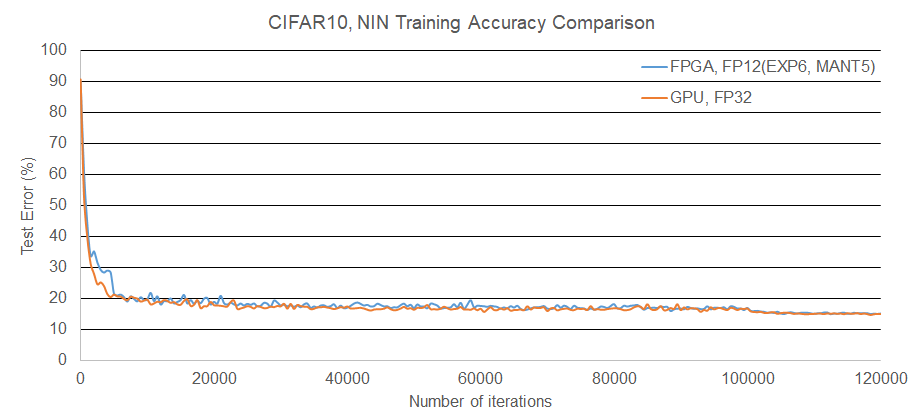 CIFAR10, NIN Training Accuracy Comparison
100
90
80
70
60
50
40
30
20
10
0
Test Error (%)
FPGA, FP12(EXP6, MANT5)
GPU, FP32
0 20000 40000 60000 80000 100000 120000
Number of iterations